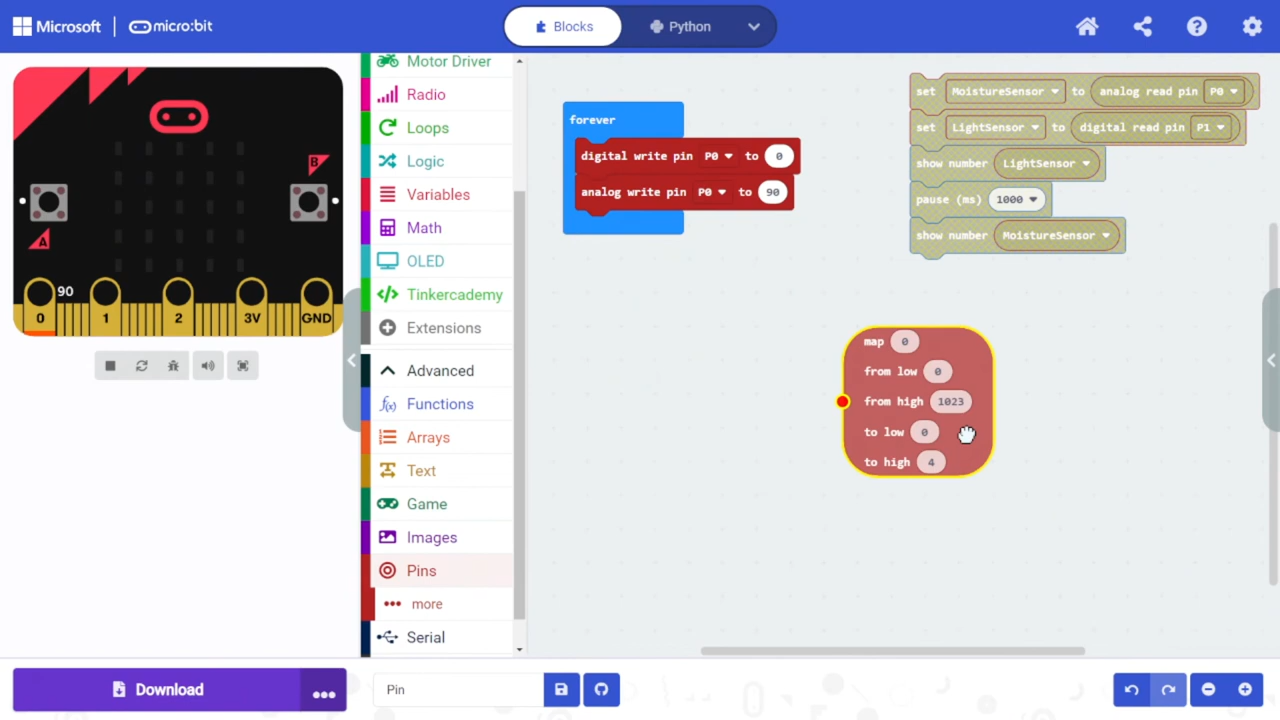 Microsoft
micro:bit
Blocks
Python
B
A
90
0
1
2
3V
GND
Motor Driver
Radio
Loops
Logic
Variables
Math
OLED
Tinkercademy
Extensions
Advanced
Functions
Arrays
Text
Game
Images
Pins
more
Serial
forever
digital write pin P0 to 0
analog write pin P0 to 90
set MoistureSensor to analog read pin P0
set LightSensor to digital read pin P1
show number LightSensor
pause (ms) 1000
show number MoistureSensor
map 0
from low 0
from high 1023
to low 0
to high 4
Download
Pin